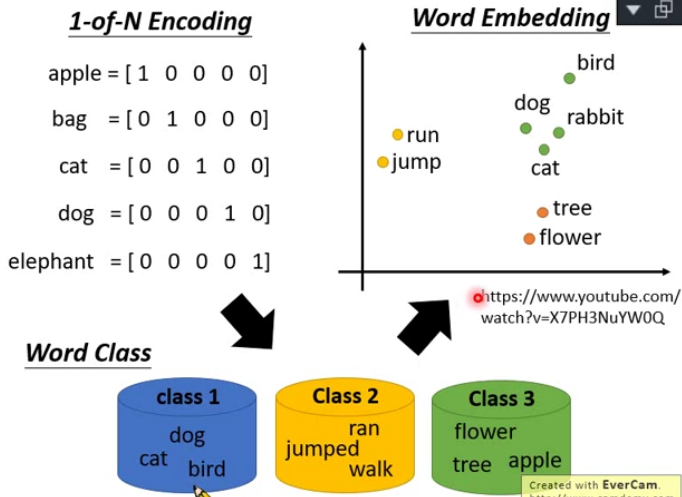 1-of-N Encoding
apple = [ 1 0 0 0 0]
bag = [0 1 0 0 0]
cat = [0 0 1 0 0]
dog = [0 0 0 1 0]
elephant = [0 0 0 0 1]
Word Embedding
bird
dog
rabbit
run
jump
cat
tree
flower
https://www.youtube.com/
watch?v=X7PH3NuYW0Q
Word Class
class 1
dog
cat
bird
Class 2
ran
jumped
walk
Class 3
flower
tree apple
Created with EverCam.